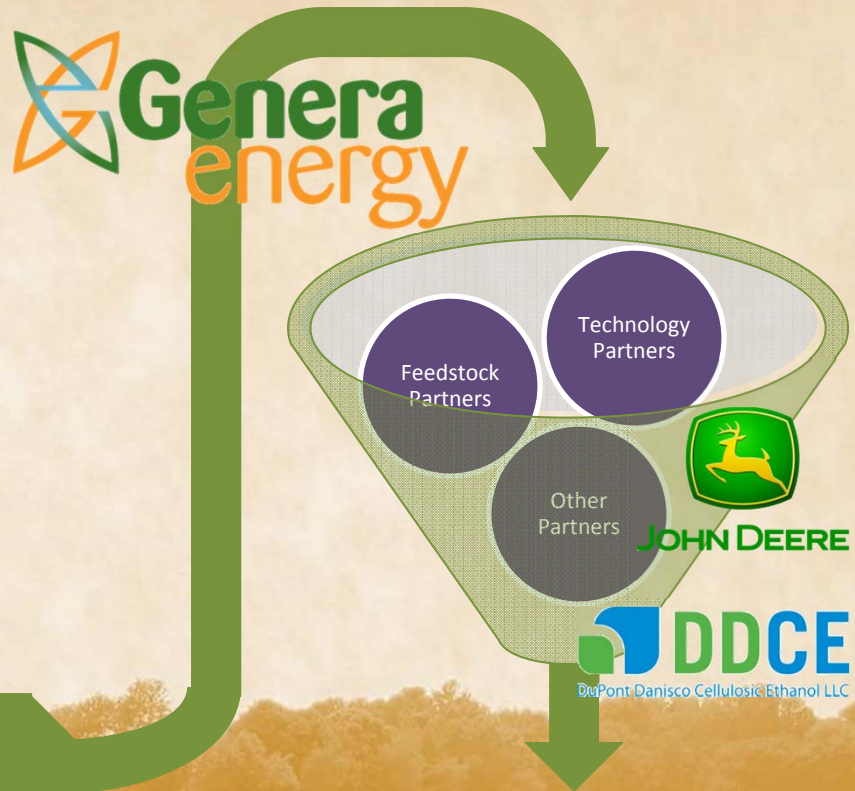 Genera
energy
Technology
Partners
Feedstock
Partners
Other
Partners
JOHN DEERE
DDCE
DuPont Danisco Cellulosic Ethanol LLC